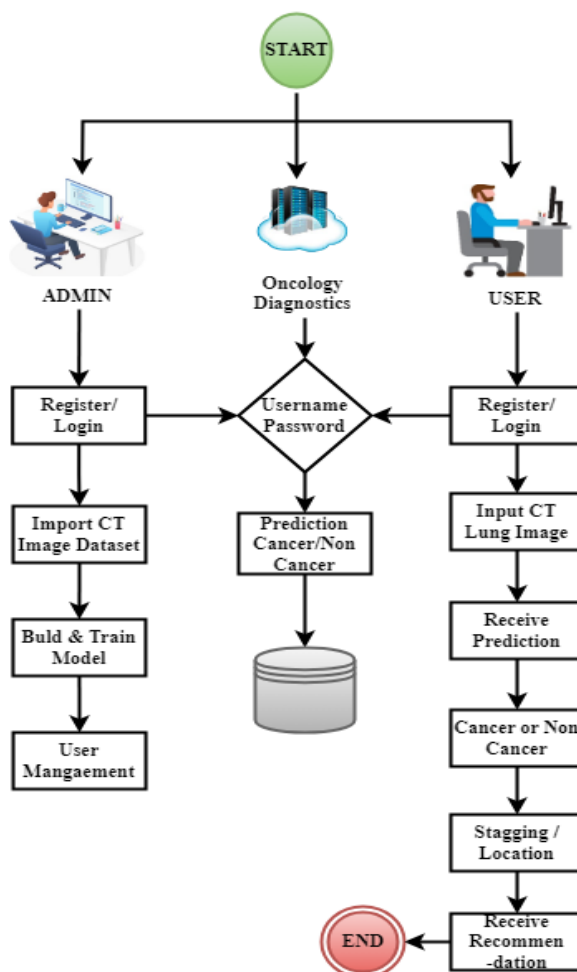 START
ADMIN
Oncology
Diagnostics
USER
Register/
Login
Username
Password
Register/
Login
Import CT
Image Dataset
Prediction
Cancer/Non
Cancer
Input CT
Lung Image
Buld & Train
Model
Receive
Prediction
User
Mangaement
Cancer or Non
Cancer
Stagging /
Location
END
Receive
Recommen
-dation